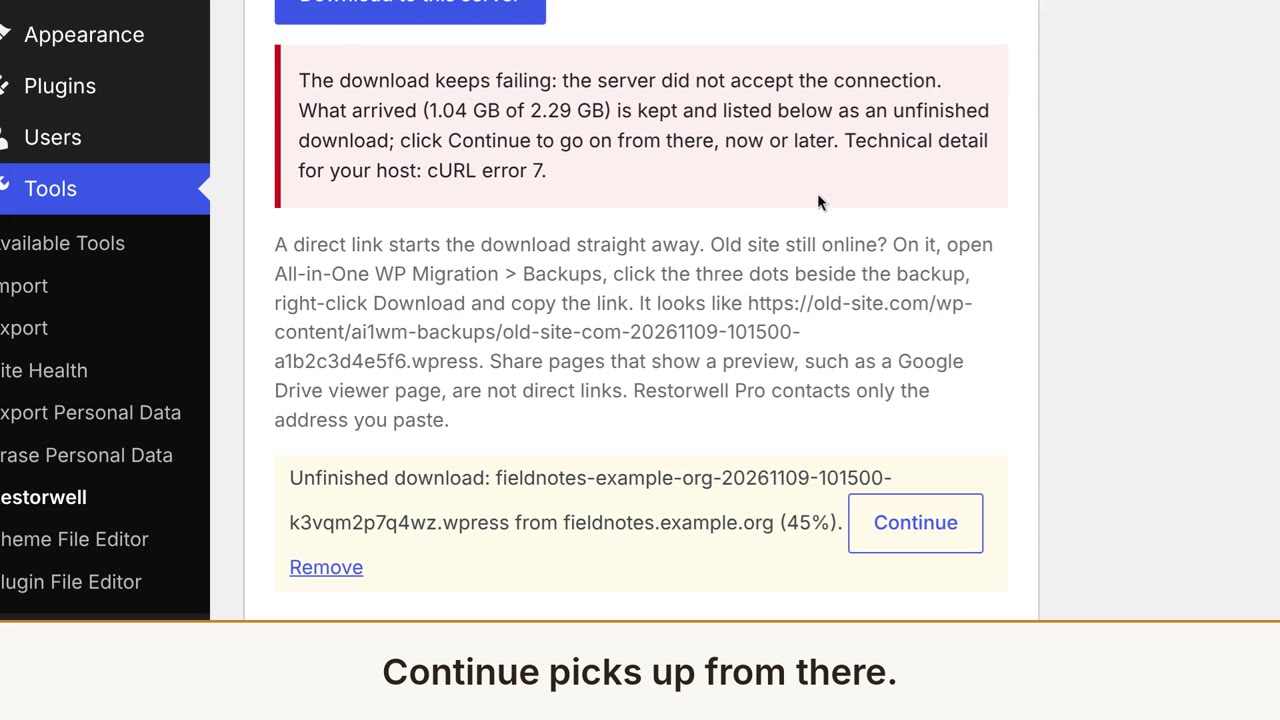 Download to this server
Appearance
Plugins
Users
Tools
vailable Tools
mport
xport
ite Health
xport Personal Data
rase Personal Data
estorwell
heme File Editor
lugin File Editor
The download keeps failing: the server did not accept the connection.
What arrived (1.04 GB of 2.29 GB) is kept and listed below as an unfinished
download; click Continue to go on from there, now or later. Technical detail
for your host: cURL error 7.
A direct link starts the download straight away. Old site still online? On it, open
All-in-One WP Migration > Backups, click the three dots beside the backup,
right-click Download and copy the link. It looks like https://old-site.com/wp-
content/ai1wm-backups/old-site-com-20261109-101500-
a1b2c3d4e5f6.wpress. Share pages that show a preview, such as a Google
Drive viewer page, are not direct links. Restorwell Pro contacts only the
address you paste.
Unfinished download: fieldnotes-example-org-20261109-101500-
k3vqm2p7q4wz.wpress from fieldnotes.example.org (45%). Continue
Remove
Continue picks up from there.